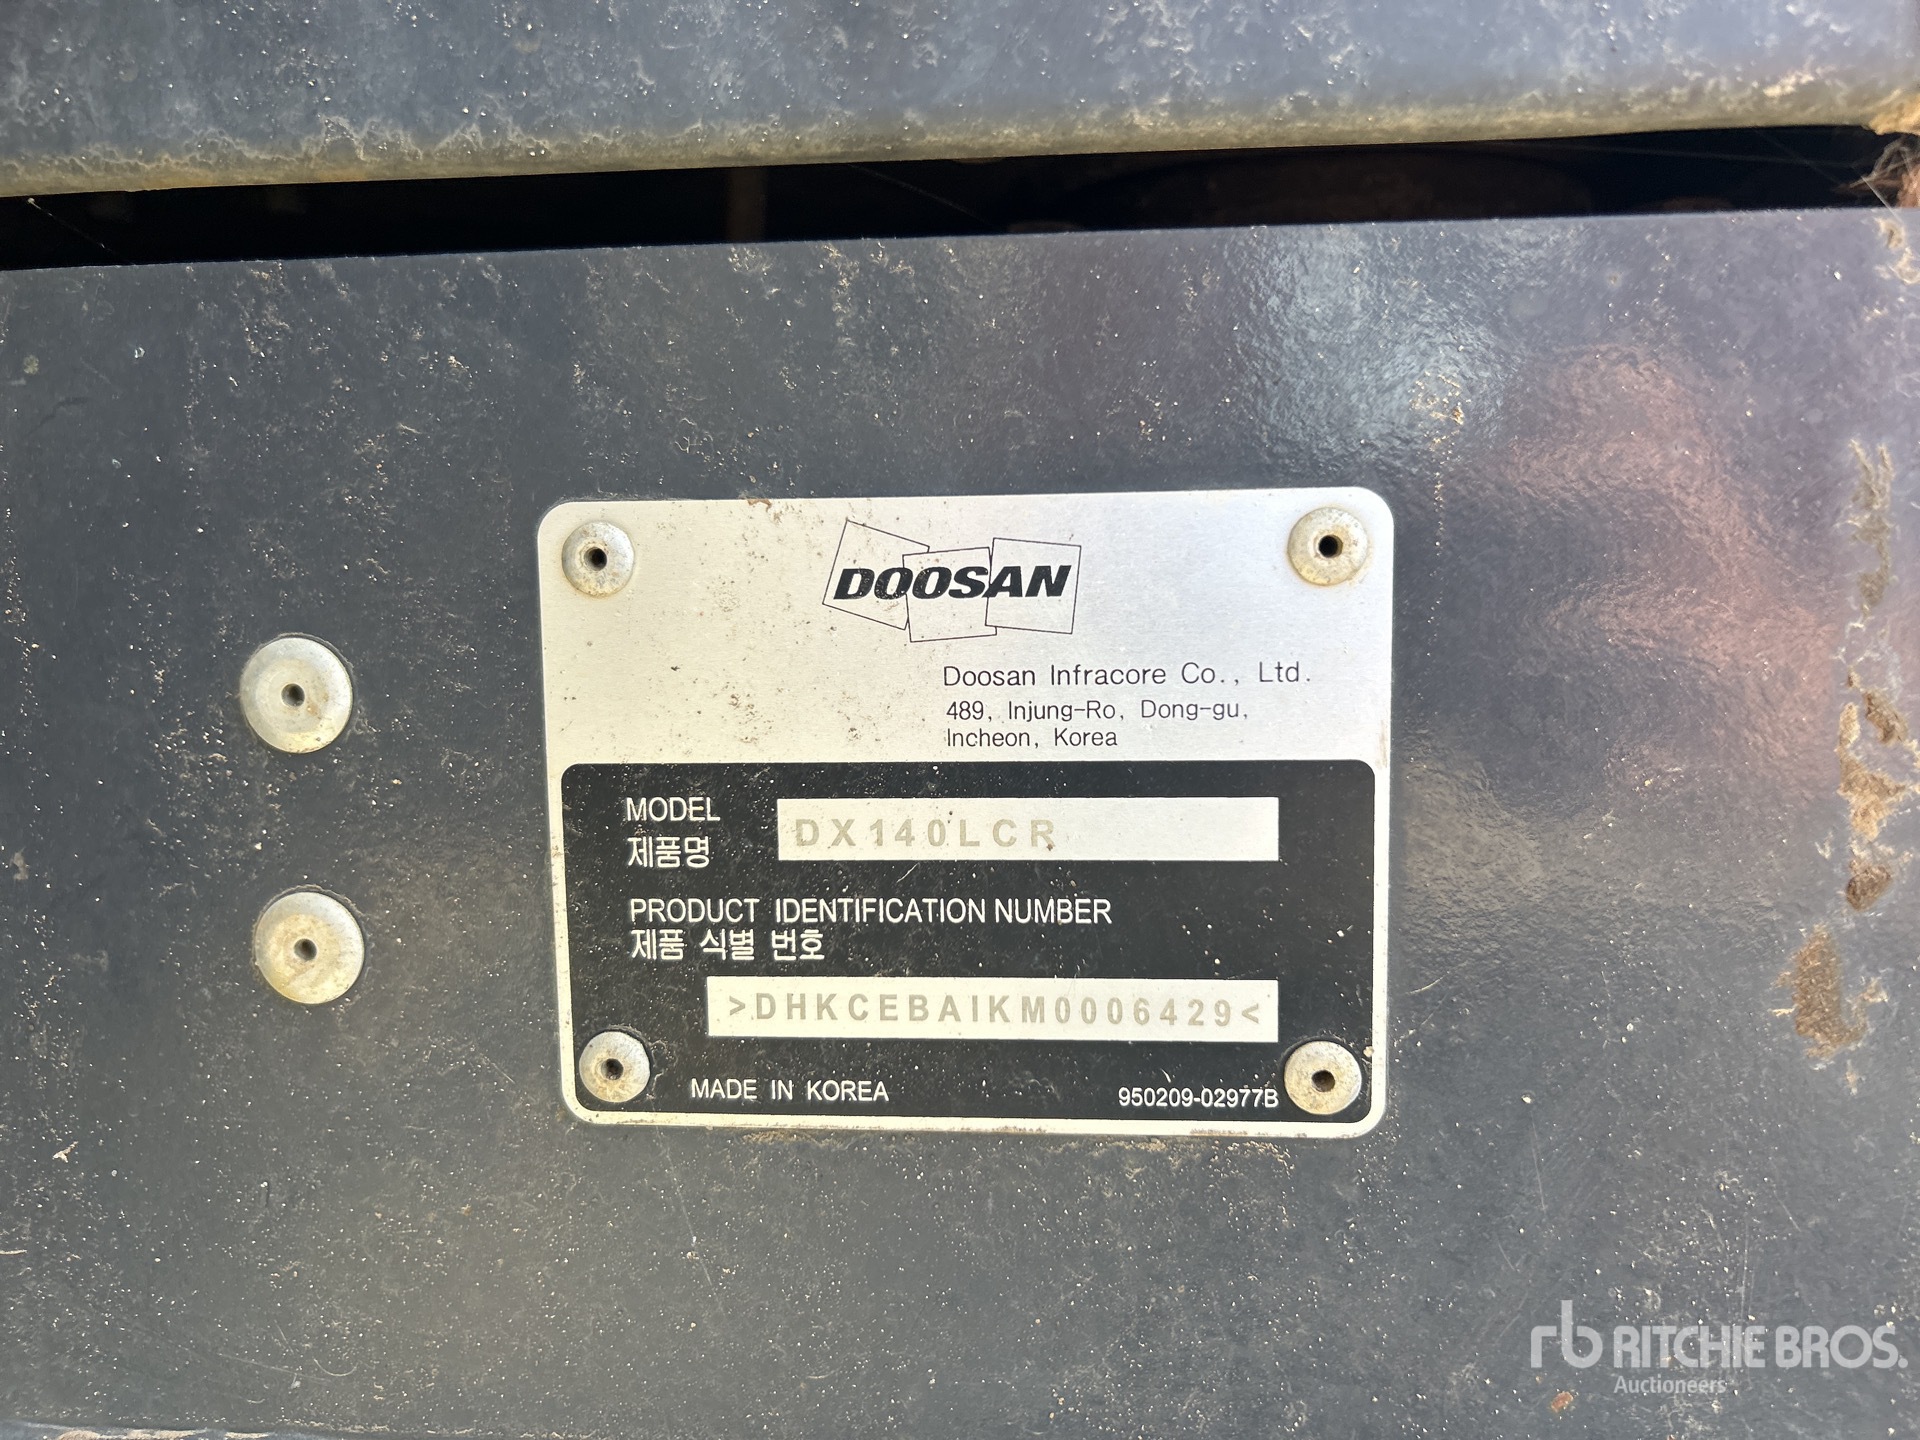 DOOSAN
Doosan Infracore Co., Ltd.
489, Injung-Ro, Dong-gu,
Incheon, Korea
MODEL
제품명
DX140LCR
PRODUCT IDENTIFICATION NUMBER
제품 식별 번호
>DHKCEBAIKM0006429<
MADE IN KOREA
950209-02977B
rb RITCHIE BROS.
Auctioneers